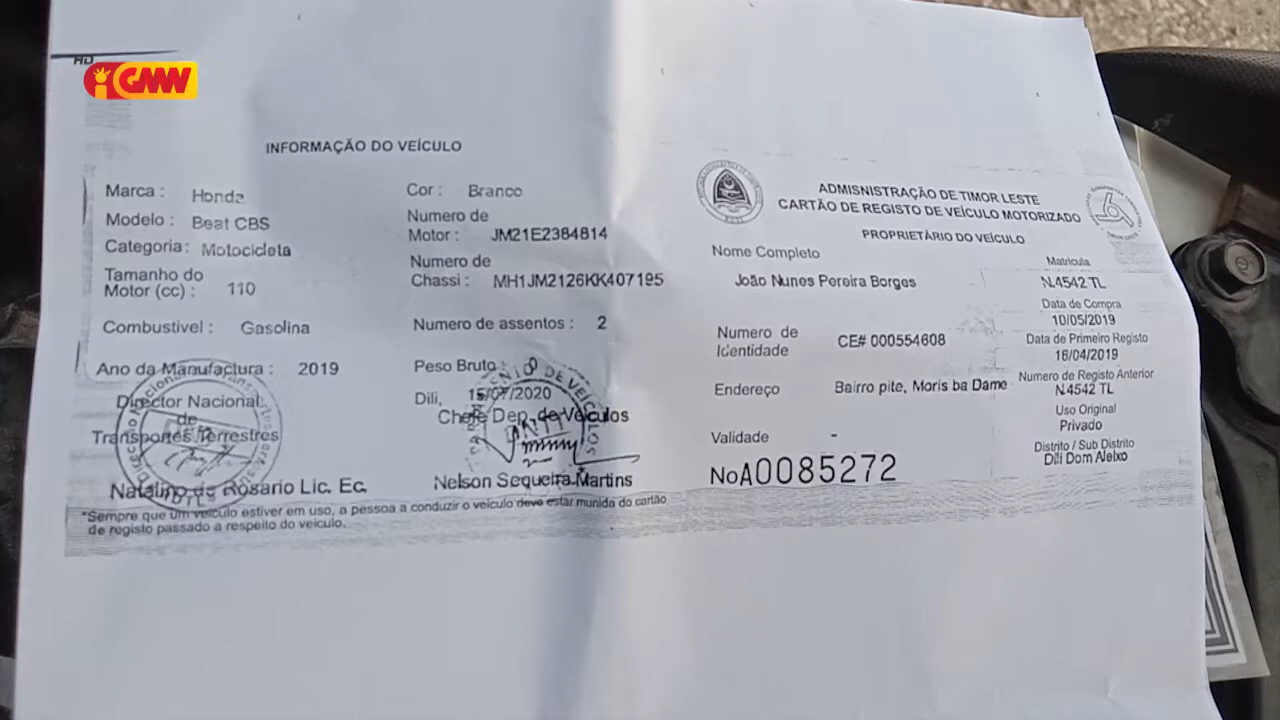 HD
GMN
INFORMAÇÃO DO VEÍCULO
Marca : Honda
Modelo : Beat CBS
Categoria : Motocicleta
Tamanho do
Motor (cc) : 110
Combustivel : Gasolina
Ano da Manufactura : 2019
Director Nacional
de
Transportes Terrestres
Natalino de Rosario Lic. Ec.
Cor : Branco
Numero de
Motor : JM21E2384814
Numero de
Chassi : MH1JM2126KK407195
Numero de assentos : 2
Peso Bruto :
Dili, 15/07/2020
Chefe Dep. de Veículos
Nelson Sequeira Martins
*Sempre que um veículo estiver em uso, a pessoa a conduzir o veículo deve estar munida do cartão
de registo passado a respeito do veículo.
ADMISNISTRAÇÃO DE TIMOR LESTE
CARTÃO DE REGISTO DE VEÍCULO MOTORIZADO
PROPRIETÁRIO DO VEÍCULO
Nome Completo
João Nunes Pereira Borges
Numero de
Identidade
CE# 000554608
Endereço Bairro pite, Moris ba Dame
Validade -
NoA0085272
Matricula
N.4542 TL
Data de Compra
10/05/2019
Data de Primeiro Registo
16/04/2019
Numero de Registo Anterior
N.4542 TL
Uso Original
Privado
Distrito / Sub Distrito
Dili Dom Aleixo